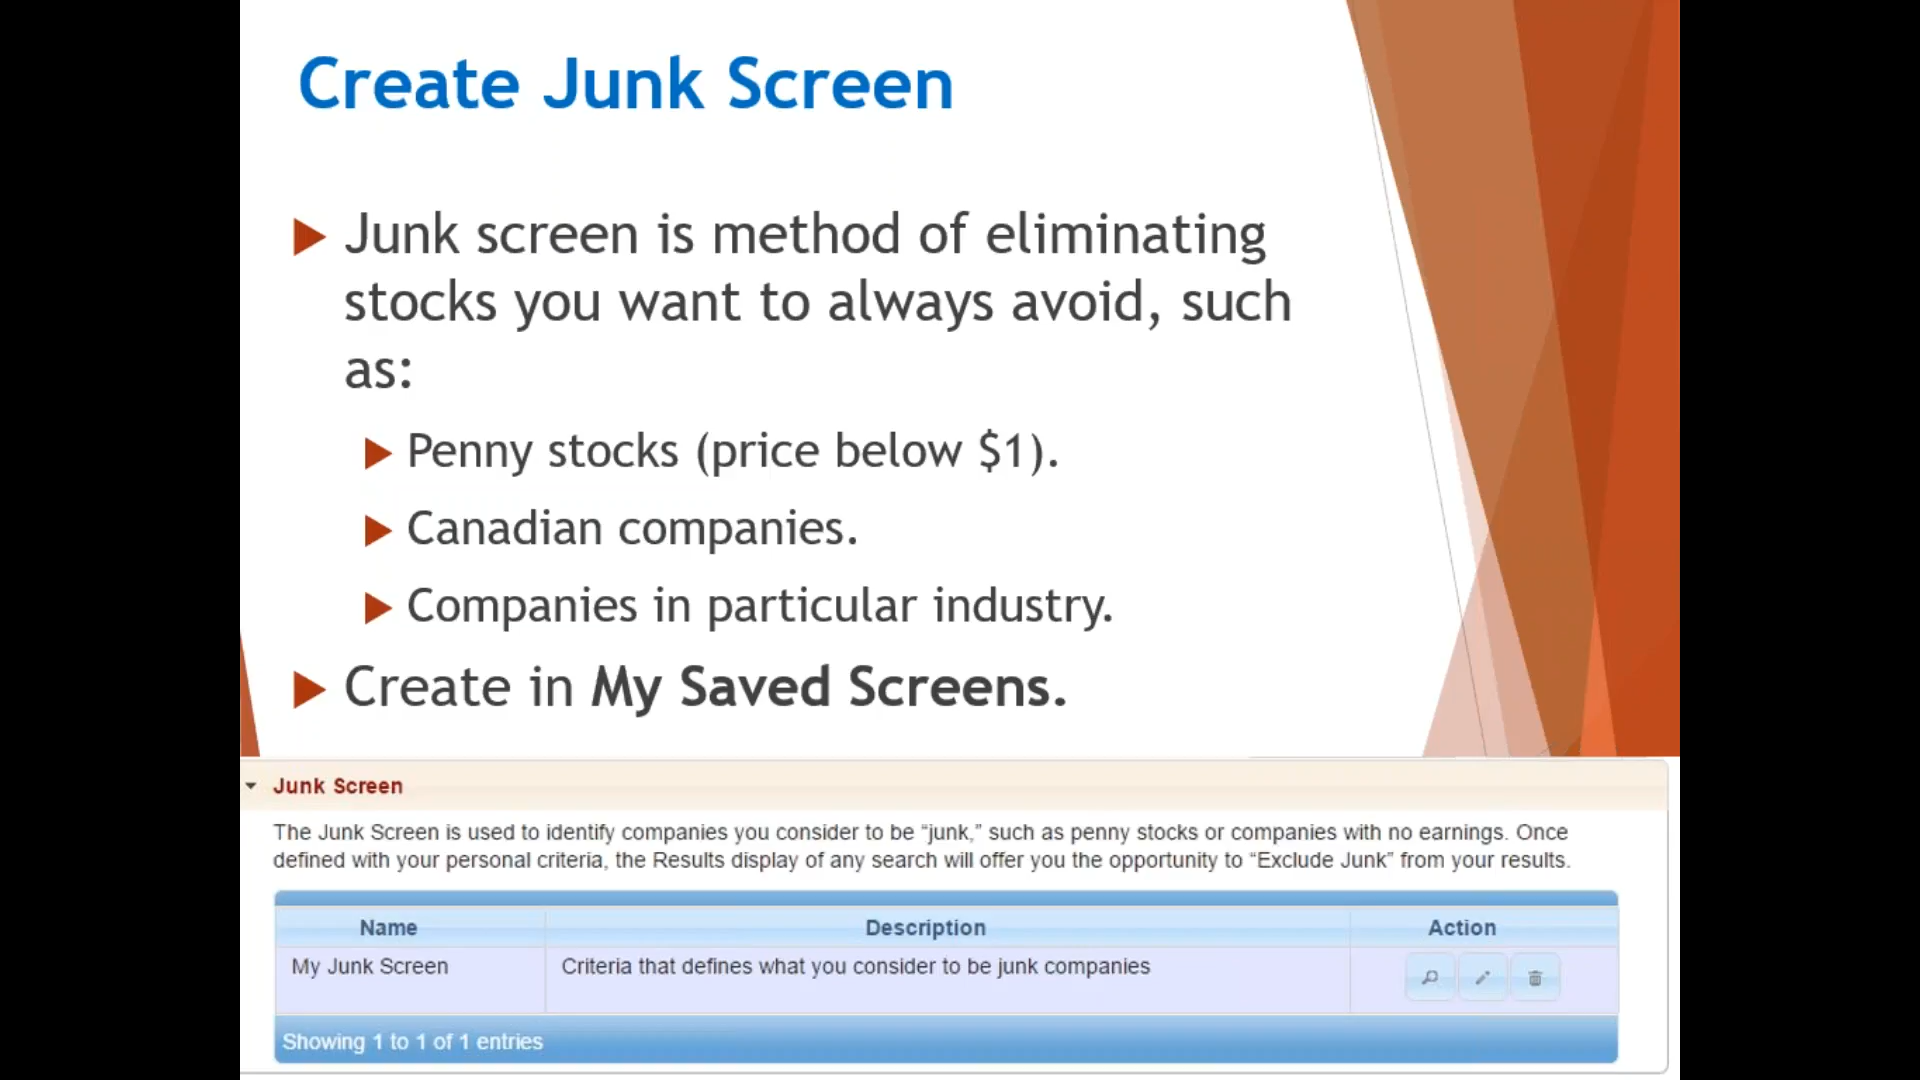 Create Junk Screen
Junk screen is method of eliminating
stocks you want to always avoid, such
as:
Penny stocks (price below $1).
Canadian companies.
Companies in particular industry.
Create in My Saved Screens.
Junk Screen
The Junk Screen is used to identify companies you consider to be “junk,” such as penny stocks or companies with no earnings. Once
defined with your personal criteria, the Results display of any search will offer you the opportunity to “Exclude Junk” from your results.
Name Description Action
My Junk Screen Criteria that defines what you consider to be junk companies
Showing 1 to 1 of 1 entries